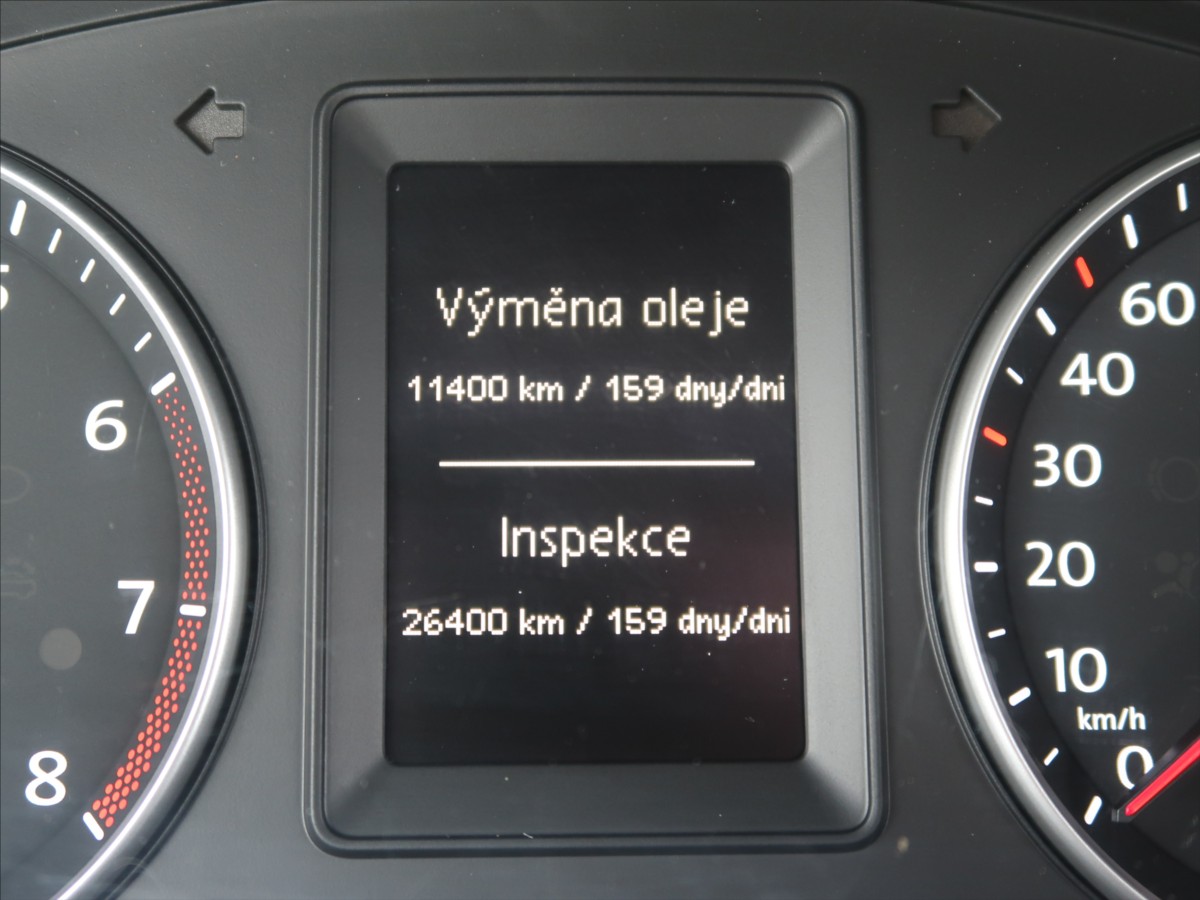 Výměna oleje
11400 km / 159 dny/dni
Inspekce
26400 km / 159 dny/dni
6
7
8
60
40
30
20
10
km/h
0